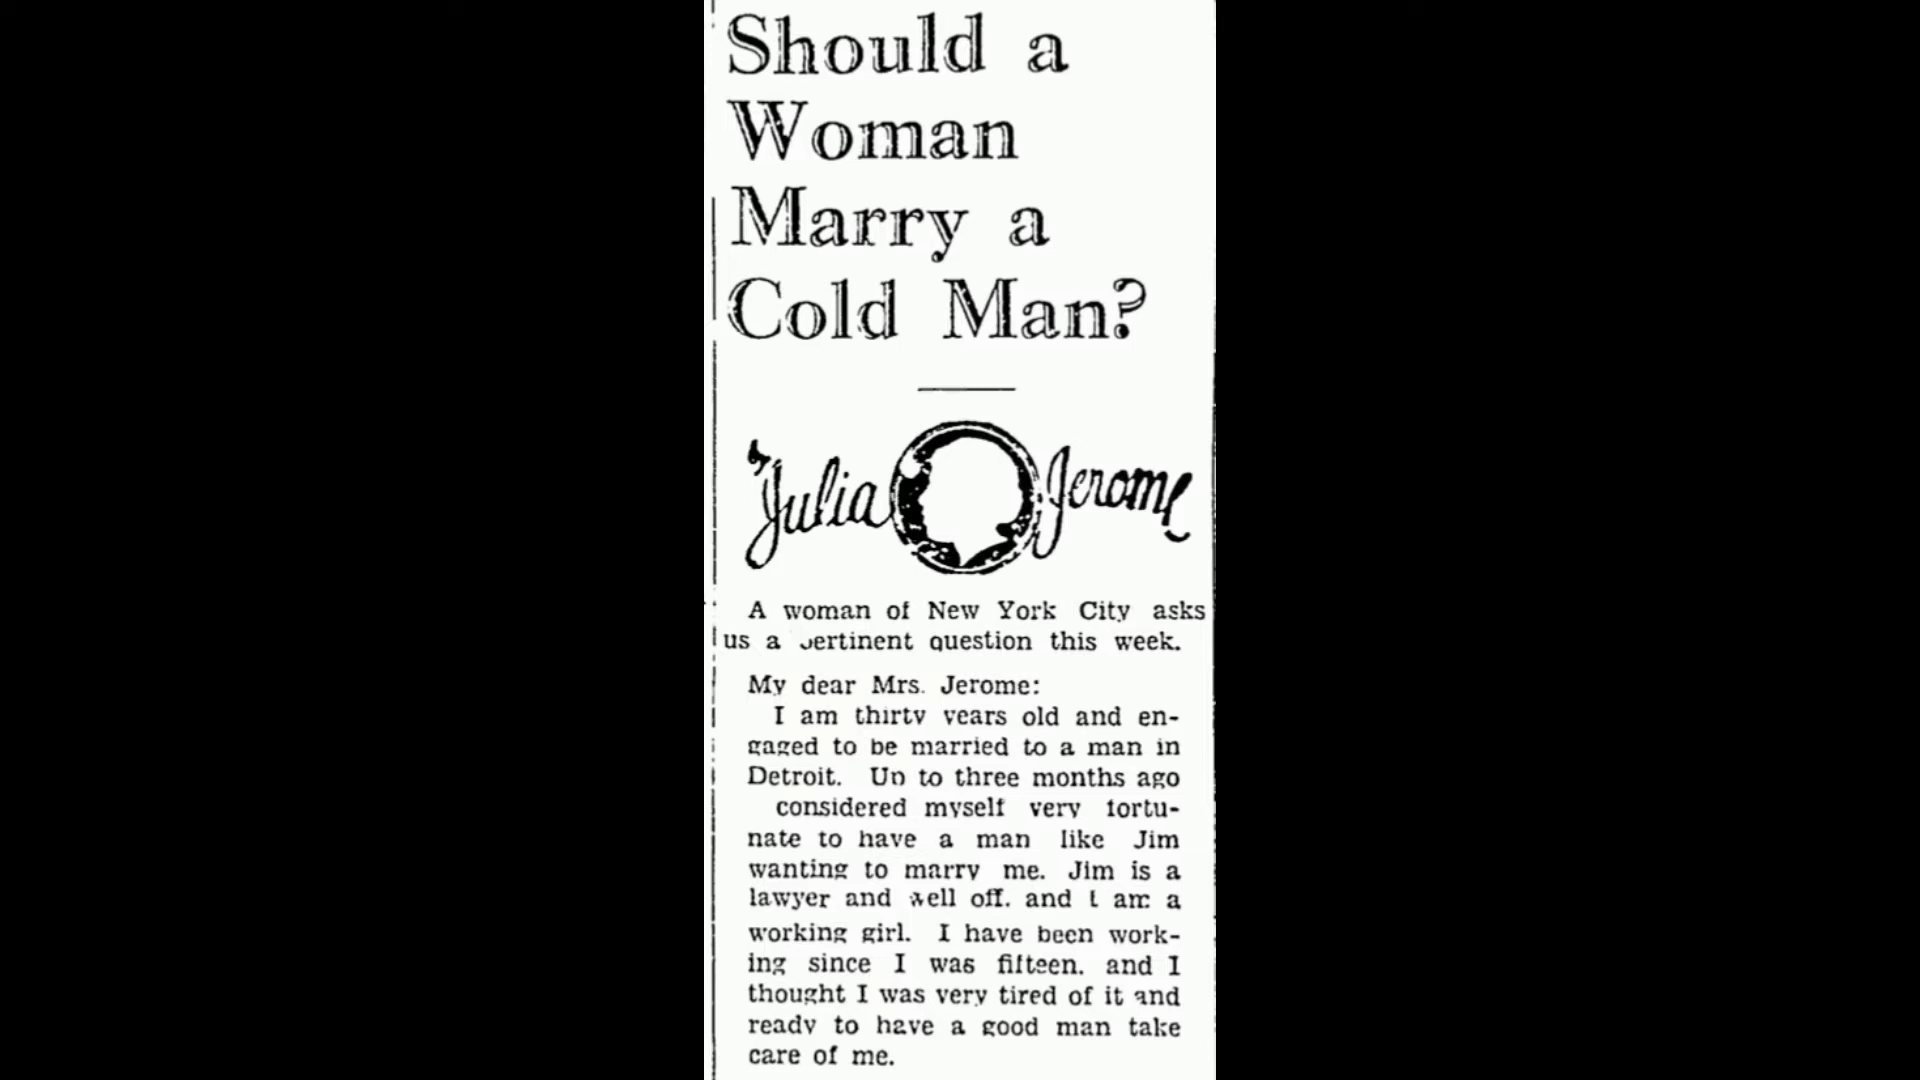 Should a
Woman
Marry a
Cold Man?
by Julia Jerome
A woman of New York City asks
us a pertinent question this week.
My dear Mrs. Jerome:
I am thirty years old and en-
gaged to be married to a man in
Detroit. Up to three months ago
considered myself very fortu-
nate to have a man like Jim
wanting to marry me. Jim is a
lawyer and well off, and I am a
working girl. I have been work-
ing since I was fifteen, and I
thought I was very tired of it and
ready to have a good man take
care of me.